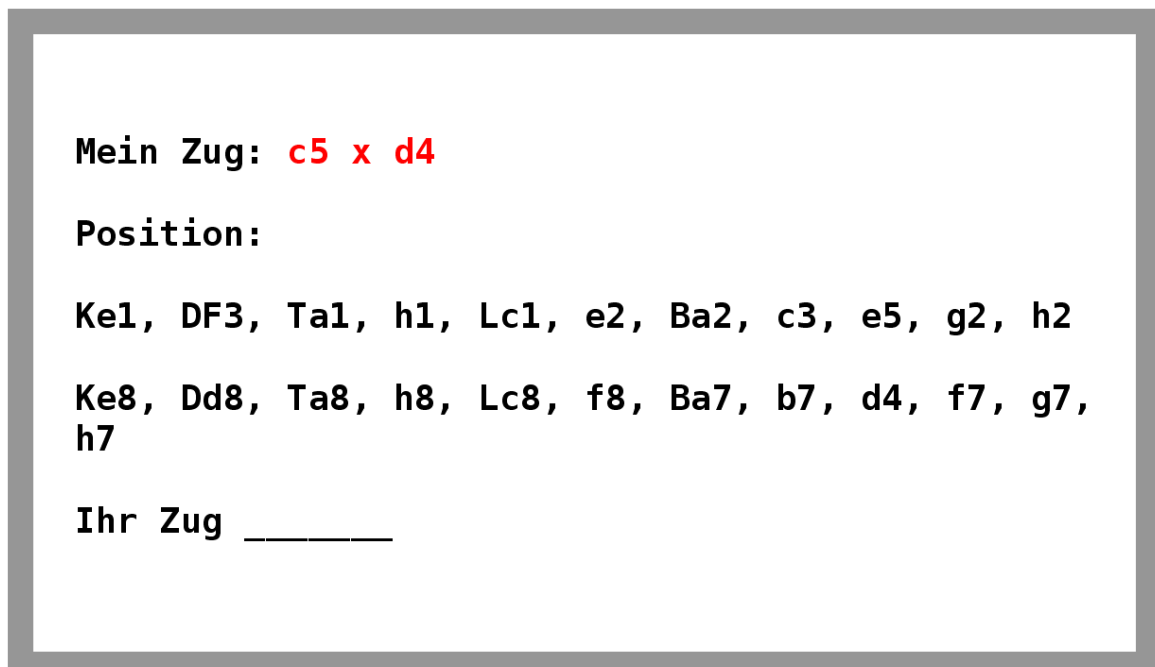 Mein Zug: c5 x d4
Position:
Ke1, DF3, Ta1, h1, Lc1, e2, Ba2, c3, e5, g2, h2
Ke8, Dd8, Ta8, h8, Lc8, f8, Ba7, b7, d4, f7, g7,
h7
Ihr Zug _______